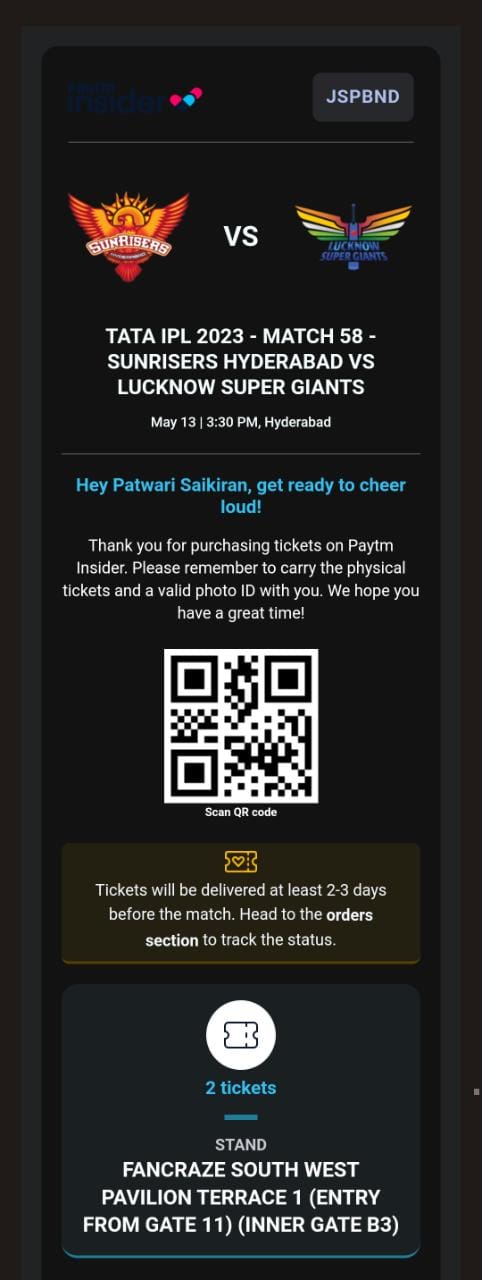 Paytm
insider
JSPBND
SUNRISERS
HYDERABAD
VS
LUCKNOW
SUPER GIANTS
TATA IPL 2023 - MATCH 58 -
SUNRISERS HYDERABAD VS
LUCKNOW SUPER GIANTS
May 13 | 3:30 PM, Hyderabad
Hey Patwari Saikiran, get ready to cheer
loud!
Thank you for purchasing tickets on Paytm
Insider. Please remember to carry the physical
tickets and a valid photo ID with you. We hope you
have a great time!
Scan QR code
Tickets will be delivered at least 2-3 days
before the match. Head to the orders
section to track the status.
2 tickets
STAND
FANCRAZE SOUTH WEST
PAVILION TERRACE 1 (ENTRY
FROM GATE 11) (INNER GATE B3)